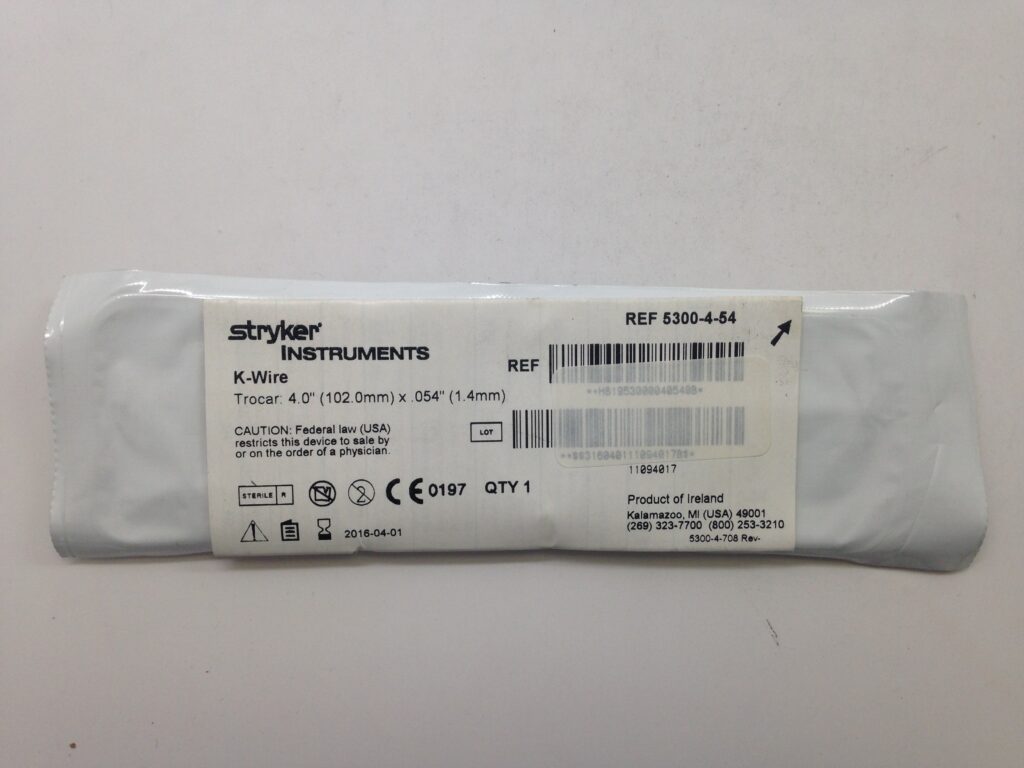 stryker
INSTRUMENTS
K-Wire
Trocar: 4.0" (102.0mm) x .054" (1.4mm)
CAUTION: Federal law (USA)
restricts this device to sale by
or on the order of a physician.
STERILE R
2
CE 0197 QTY 1
2016-04-01
REF 5300-4-54
REF
LOT
11094017
Product of Ireland
Kalamazoo, MI (USA) 49001
(269) 323-7700 (800) 253-3210
5300-4-708 Rev-